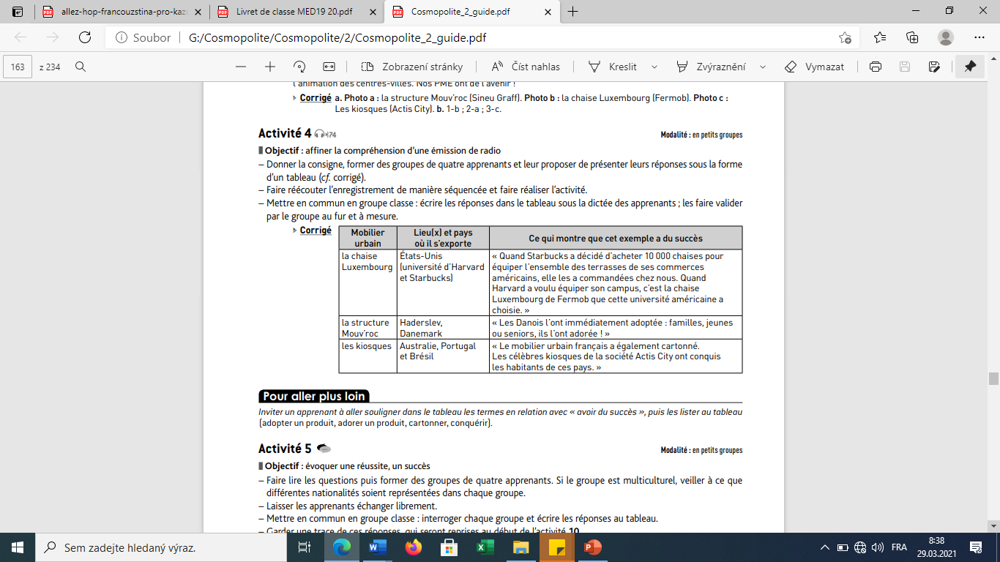 allez-hop-francouzstina-pro-kaz
Livret de classe MED19 20.pdf
Cosmopolite_2_guide.pdf
Soubor G:/Cosmopolite/Cosmopolite/2/Cosmopolite_2_guide.pdf
163 z 234 Zobrazení stránky Číst nahlas Kreslit Zvýraznění Vymazat
l'animation des centres-villes. Nos PME ont de l'avenir !
Corrigé a. Photo a : la structure Mouv'roc (Sineu Graff). Photo b : la chaise Luxembourg (Fermob). Photo c :
Les kiosques (Actis City). b. 1-b ; 2-a ; 3-c.
Activité 4 74 Modalité : en petits groupes
Objectif : affiner la compréhension d'une émission de radio
– Donner la consigne, former des groupes de quatre apprenants et leur proposer de présenter leurs réponses sous la forme
d'un tableau (cf. corrigé).
– Faire réécouter l'enregistrement de manière séquencée et faire réaliser l'activité.
– Mettre en commun en groupe classe : écrire les réponses dans le tableau sous la dictée des apprenants ; les faire valider
par le groupe au fur et à mesure.
Corrigé
Mobilier
urbain
Lieu(x) et pays
où il s'exporte
Ce qui montre que cet exemple a du succès
la chaise
Luxembourg
États-Unis
(université d'Harvard
et Starbucks)
« Quand Starbucks a décidé d'acheter 10 000 chaises pour
équiper l'ensemble des terrasses de ses commerces
américains, elle les a commandées chez nous. Quand
Harvard a voulu équiper son campus, c'est la chaise
Luxembourg de Fermob que cette université américaine a
choisie. »
la structure
Mouv'roc
Haderslev,
Danemark
« Les Danois l'ont immédiatement adoptée : familles, jeunes
ou seniors, ils l'ont adorée ! »
les kiosques
Australie, Portugal
et Brésil
« Le mobilier urbain français a également cartonné.
Les célèbres kiosques de la société Actis City ont conquis
les habitants de ces pays. »
Pour aller plus loin
Inviter un apprenant à aller souligner dans le tableau les termes en relation avec « avoir du succès », puis les lister au tableau
(adopter un produit, adorer un produit, cartonner, conquérir).
Activité 5 Modalité : en petits groupes
Objectif : évoquer une réussite, un succès
– Faire lire les questions puis former des groupes de quatre apprenants. Si le groupe est multiculturel, veiller à ce que
différentes nationalités soient représentées dans chaque groupe.
– Laisser les apprenants échanger librement.
– Mettre en commun en groupe classe : interroger chaque groupe et écrire les réponses au tableau.
– Garder une trace de ces réponses, qui seront reprises au début de l'activité 10
Sem zadejte hledaný výraz.
FRA
8:38
29.03.2021